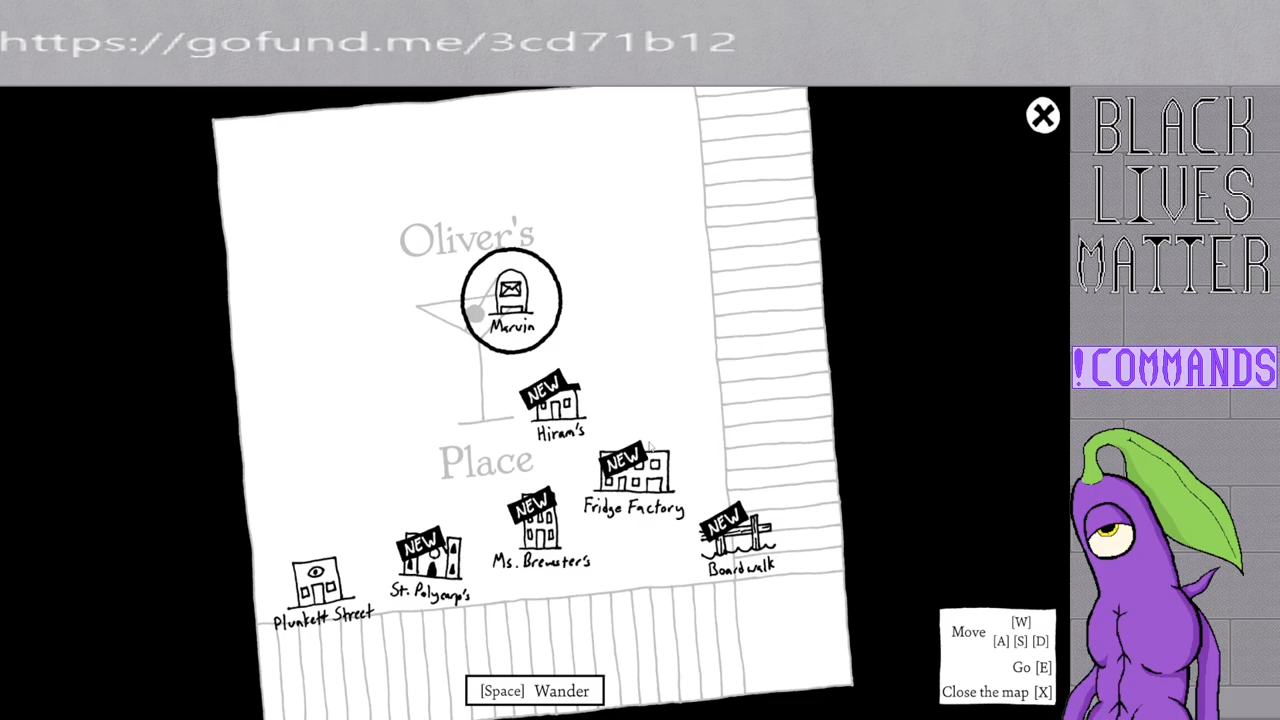 https://gofund.me/3cd71b12
BLACK
LIVES
MATTER
!COMMANDS
Oliver's
Marvin
NEW
Hiram's
Place
NEW
Fridge Factory
NEW
Ms. Brewster's
NEW
Boardwalk
NEW
St. Polycarp's
Plunkett Street
Move [W]
[A] [S] [D]
Go [E]
Close the map [X]
[Space] Wander